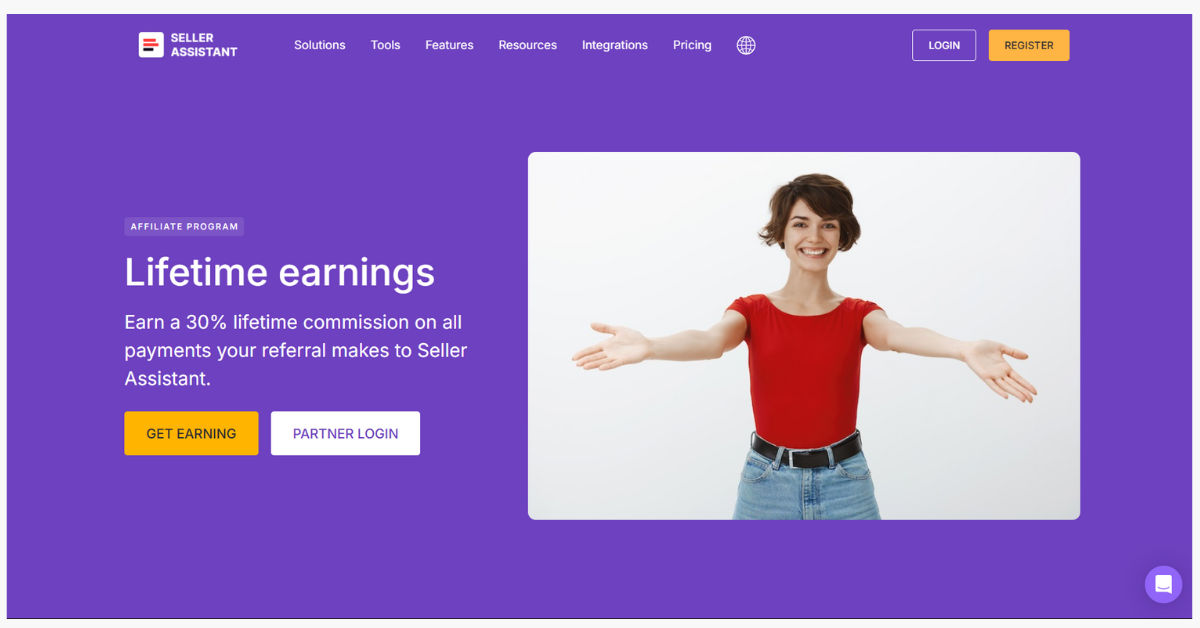 SELLER
ASSISTANT
Solutions Tools Features Resources Integrations Pricing
LOGIN
REGISTER
AFFILIATE PROGRAM
Lifetime earnings
Earn a 30% lifetime commission on all
payments your referral makes to Seller
Assistant.
GET EARNING
PARTNER LOGIN